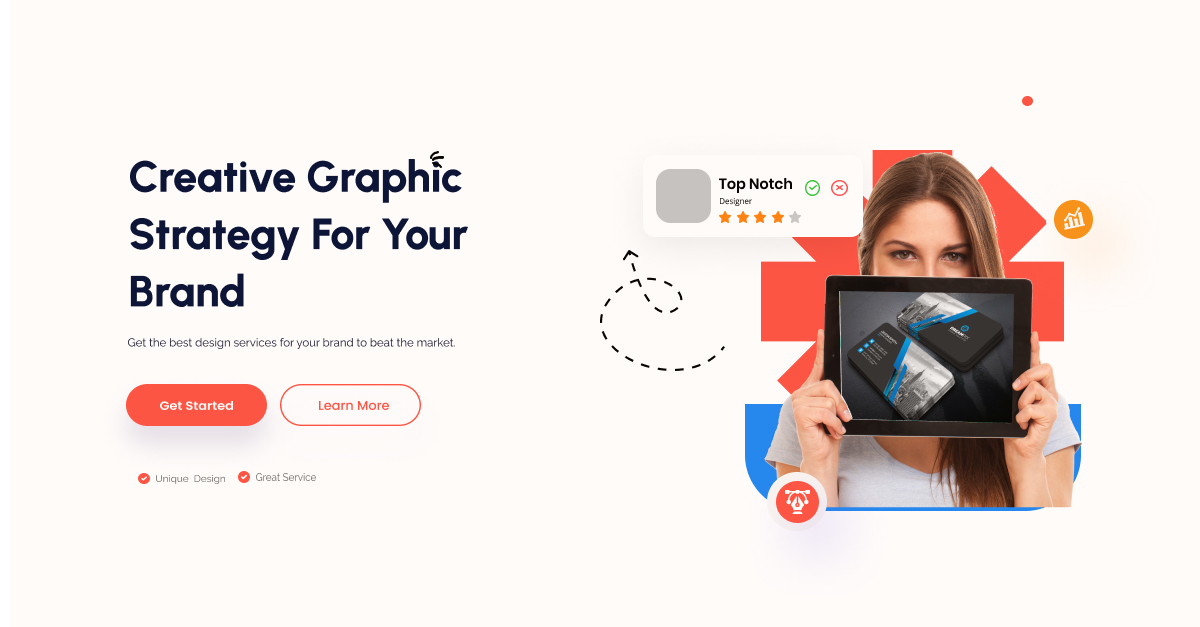 Creative Graphic
Strategy For Your
Brand
Get the best design services for your brand to beat the market.
Get Started
Learn More
Unique Design
Great Service
Top Notch
Designer